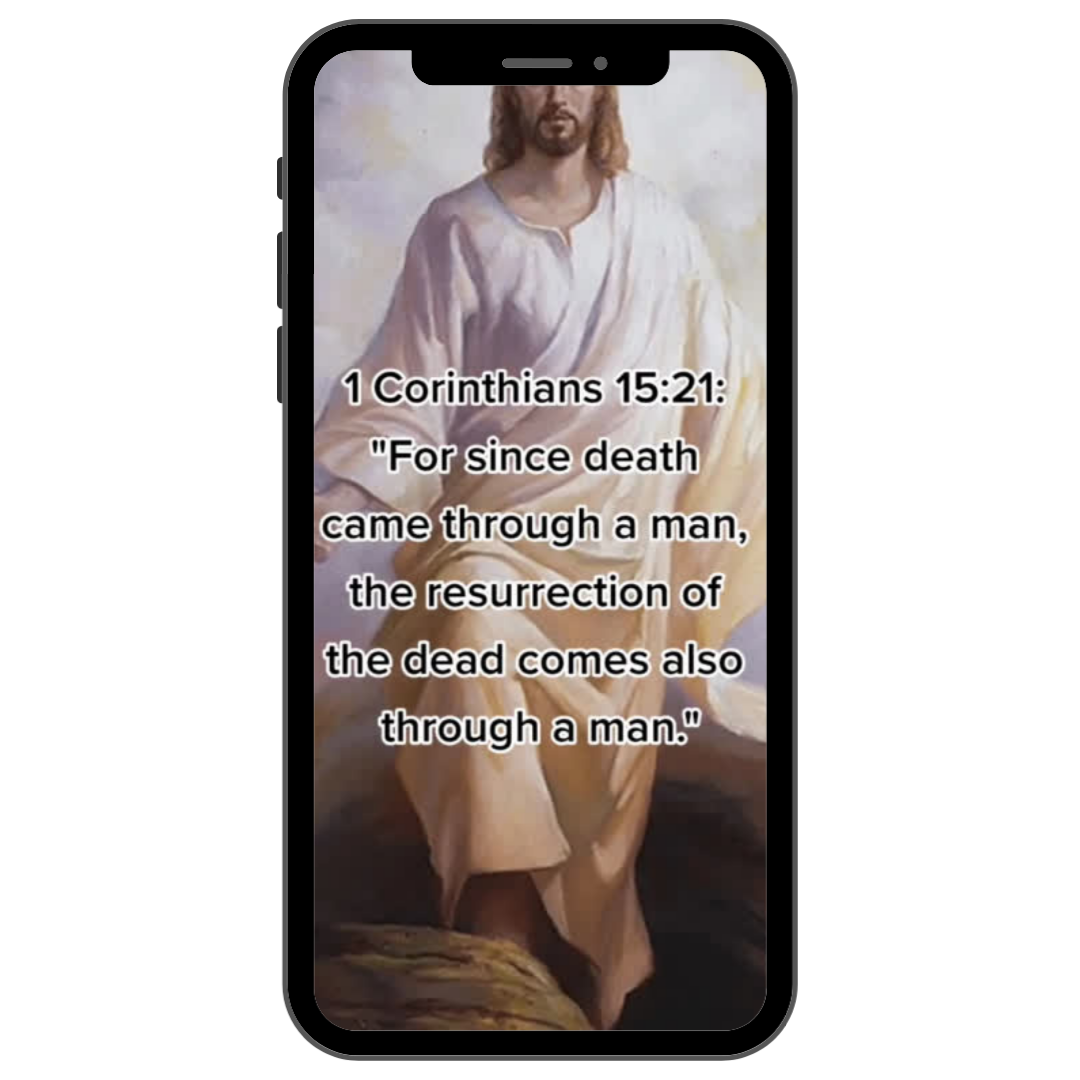 1 Corinthians 15:21:
"For since death
came through a man,
the resurrection of
the dead comes also
through a man."